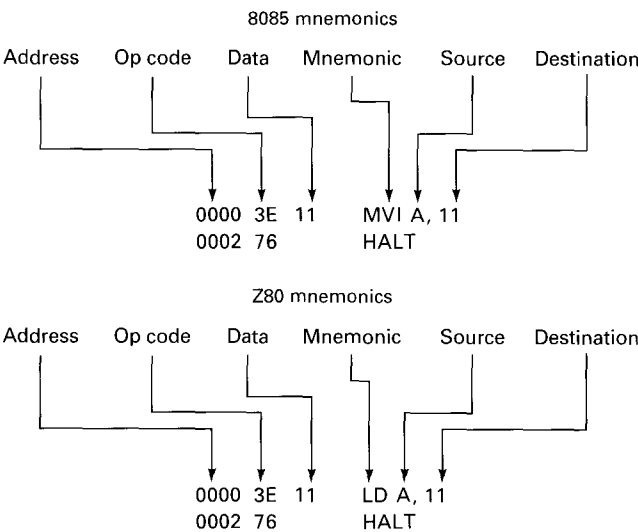 8085 mnemonics
Address Op code Data Mnemonic Source Destination
0000 3E 11 MVI A, 11
0002 76 HALT
Z80 mnemonics
Address Op code Data Mnemonic Source Destination
0000 3E 11 LD A, 11
0002 76 HALT